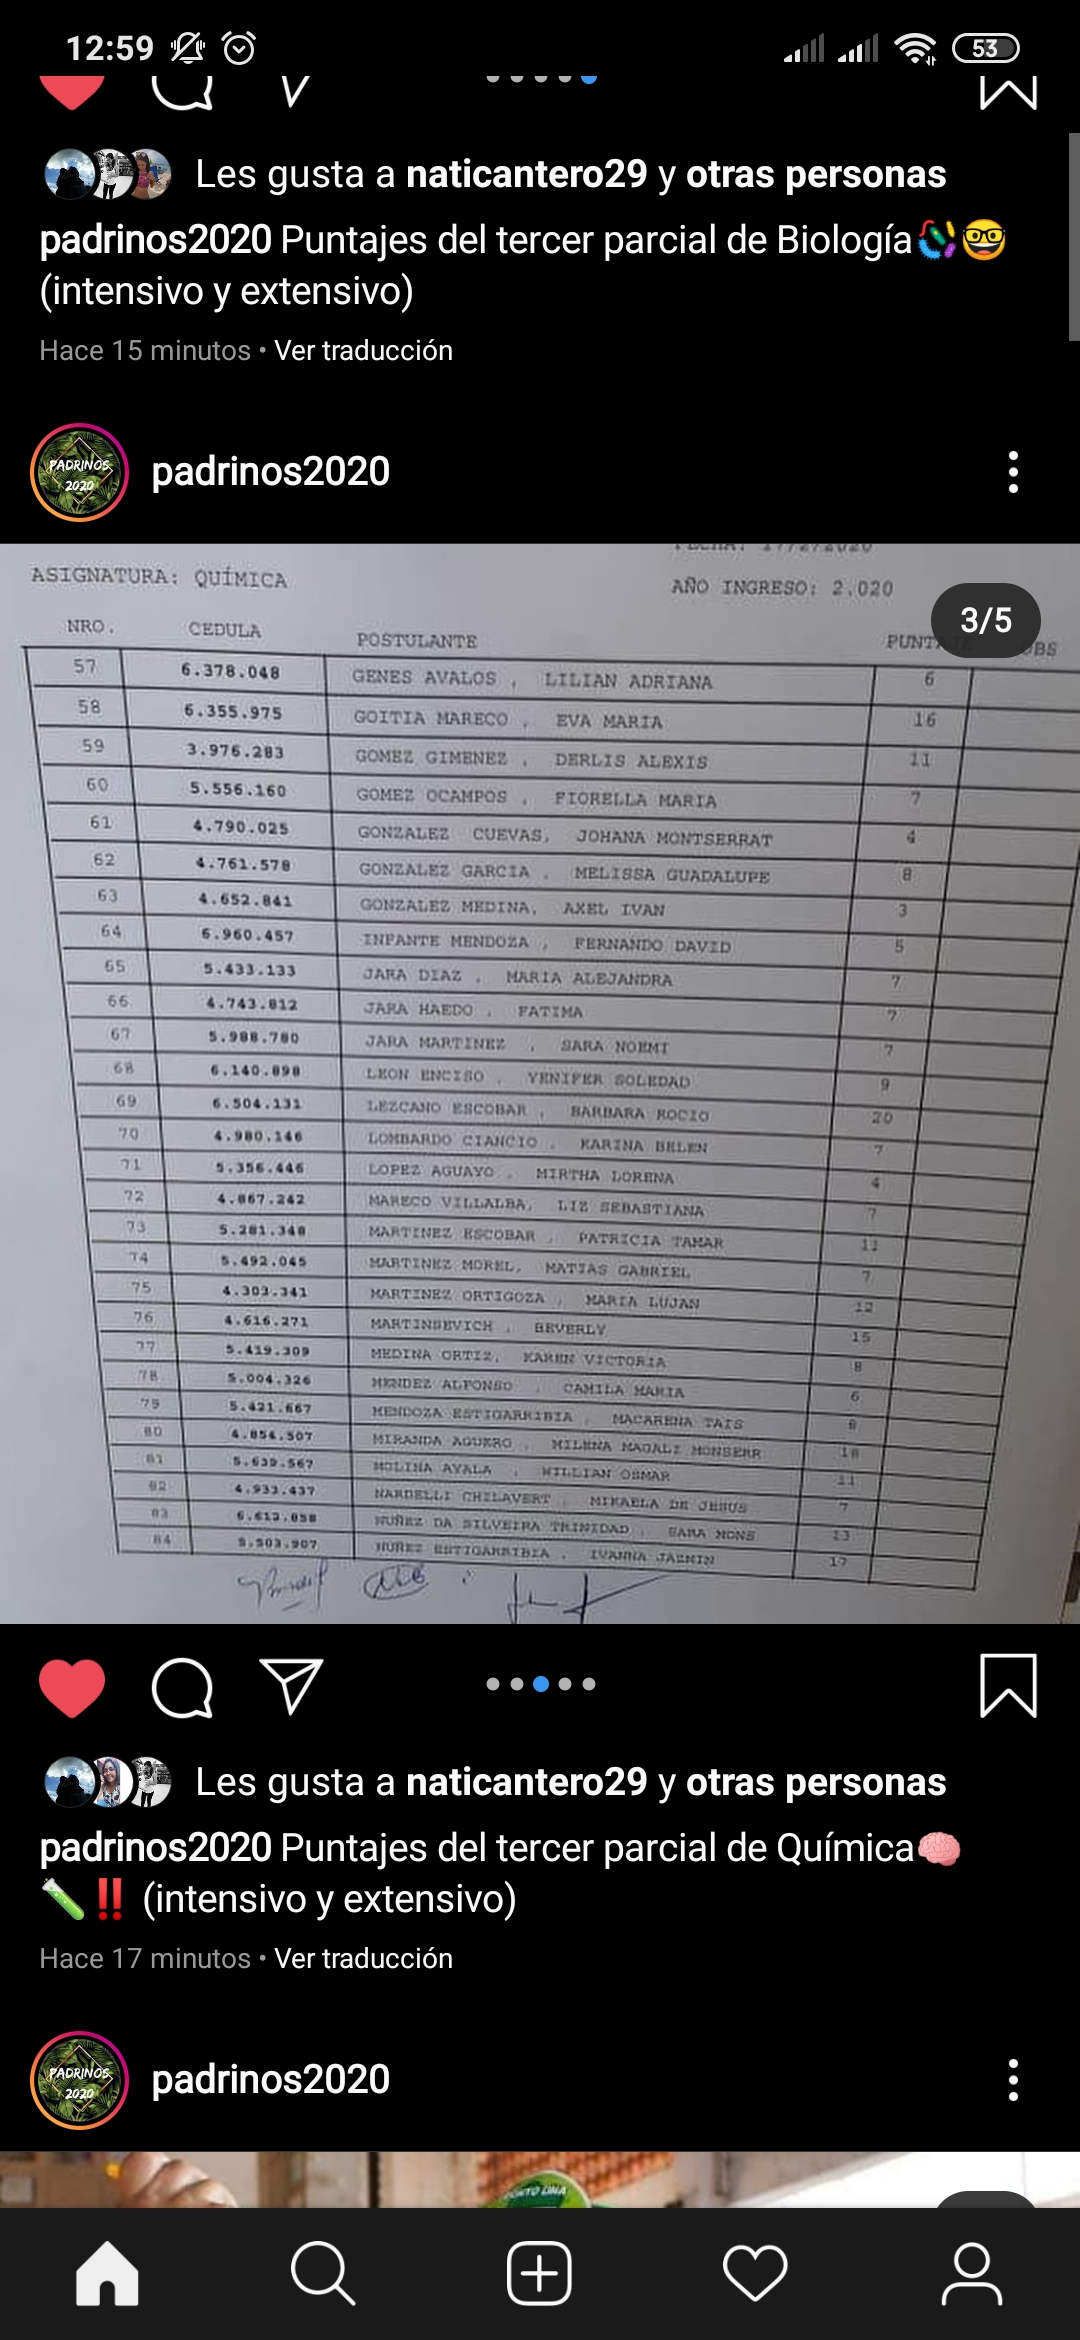 12:59
53
Les gusta a naticantero29 y otras personas
padrinos2020 Puntajes del tercer parcial de Biología
(intensivo y extensivo)
Hace 15 minutos • Ver traducción
PADRINOS 2020
padrinos2020
FECHA: 17/2/2020
ASIGNATURA: QUÍMICA
AÑO INGRESO: 2.020
3/5
NRO. CEDULA POSTULANTE OBS
57 6.378.048 GENES AVALOS , LILIAN ADRIANA 6
58 6.355.975 GOITIA MARECO , EVA MARIA 16
59 3.976.283 GOMEZ GIMENEZ , DERLIS ALEXIS 11
60 5.556.160 GOMEZ OCAMPOS , FIORELLA MARIA 7
61 4.790.025 GONZALEZ CUEVAS, JOHANA MONTSERRAT 4
62 4.761.578 GONZALEZ GARCIA , MELISSA GUADALUPE 8
63 4.652.841 GONZALEZ MEDINA, AXEL IVAN 3
64 6.960.457 INFANTE MENDOZA , FERNANDO DAVID 5
65 5.433.133 JARA DIAZ , MARIA ALEJANDRA 7
66 4.743.812 JARA HAEDO , FATIMA 7
67 5.988.780 JARA MARTINEZ , SARA NOEMI 7
68 6.140.898 LEON ENCISO , YENIFER SOLEDAD 9
69 6.504.131 LEZCANO ESCOBAR , BARBARA ROCIO 20
70 4.980.146 LOMBARDO CIANCIO , KARINA BELEN 7
71 5.356.446 LOPEZ AGUAYO , MIRTHA LORENA 4
72 4.867.242 MARECO VILLALBA, LIZ SEBASTIANA 7
73 5.281.348 MARTINEZ ESCOBAR , PATRICIA TAMAR 11
74 5.492.045 MARTINEZ MOREL, MATIAS GABRIEL 7
75 4.303.341 MARTINEZ ORTIGOZA , MARIA LUJAN 12
76 4.616.271 MARTINSEVICH , BEVERLY 15
77 5.419.309 MEDINA ORTIZ, KAREN VICTORIA 8
78 5.004.326 MENDEZ ALFONSO , CAMILA MARIA 6
79 5.421.667 MENDOZA ESTIGARRIBIA , MACARENA TAIS
80 4.854.507 MIRANDA AGUERO , MILENA MAGALI MONSERR 18
81 5.639.567 MOLINA AYALA , WILLIAN OSMAR 11
82 4.933.437 NARDELLI CHILAVERT , MIKAELA DE JESUS 7
83 6.613.858 NUÑEZ DA SILVEIRA TRINIDAD , SARA MONS 13
84 5.503.907 NUÑEZ ESTIGARRIBIA , IVANNA JAZMIN 17
Les gusta a naticantero29 y otras personas
padrinos2020 Puntajes del tercer parcial de Química
(intensivo y extensivo)
Hace 17 minutos • Ver traducción
PADRINOS 2020
padrinos2020